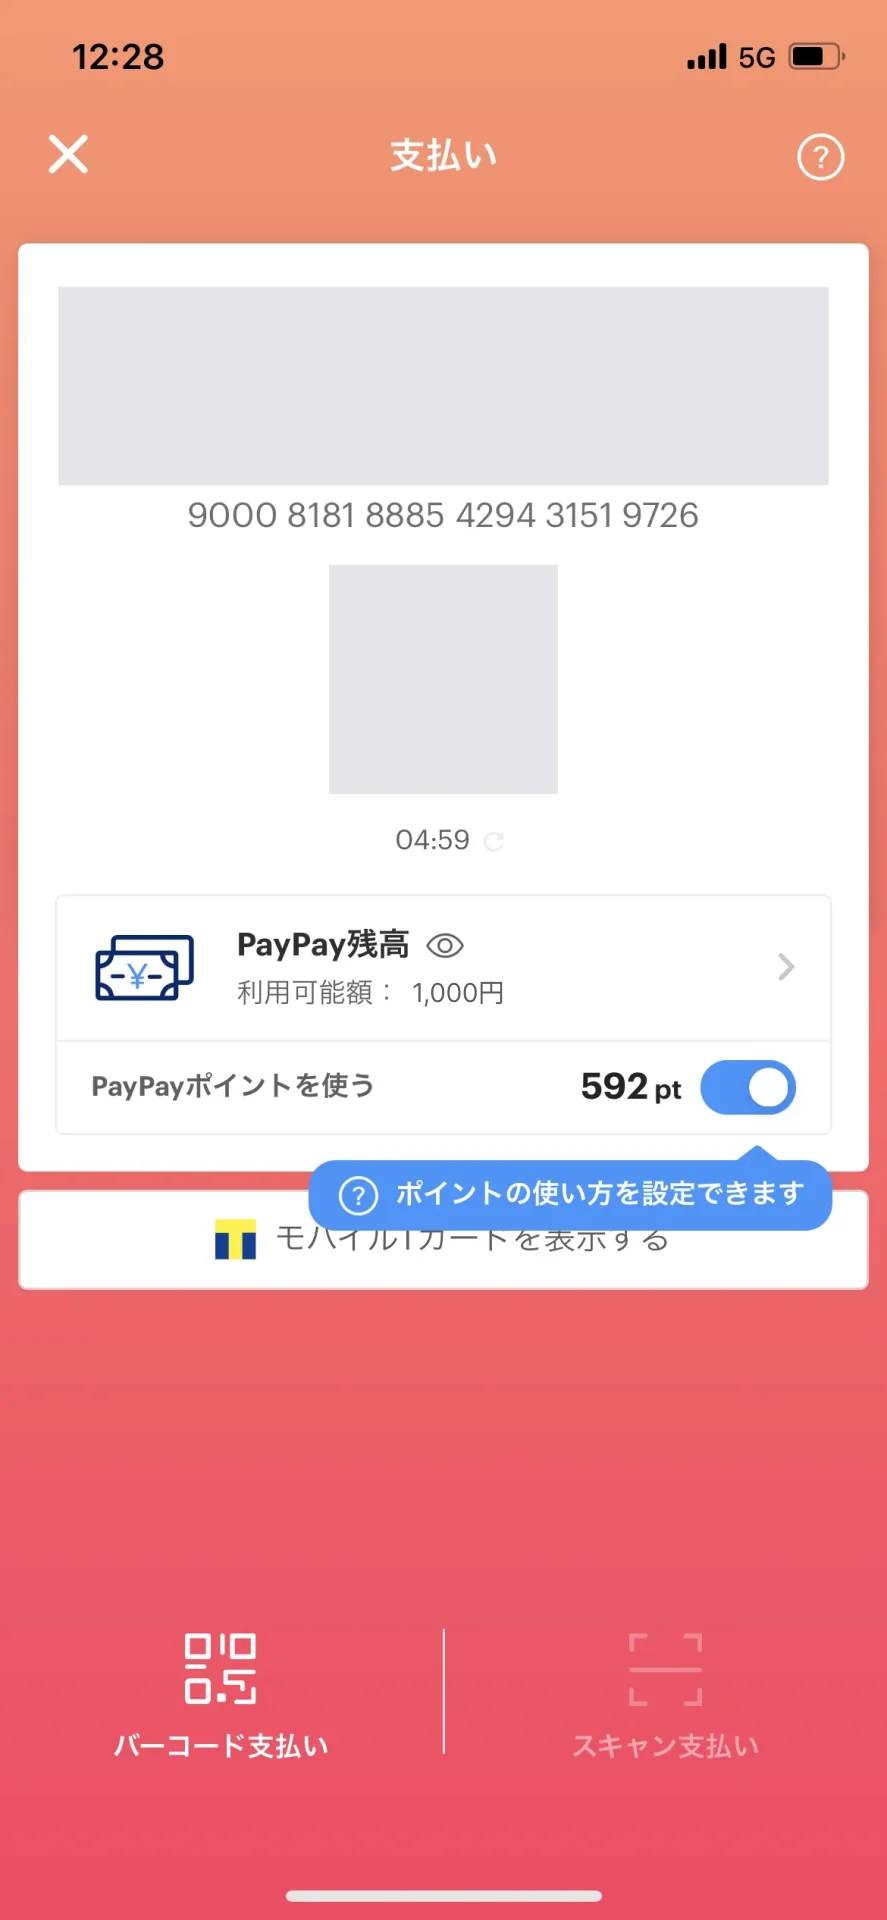 12:28
5G
支払い
?
9000 8181 8885 4294 3151 9726
04:59
PayPay残高
¥
利用可能額： 1,000円
PayPayポイントを使う 592 pt
? ポイントの使い方を設定できます
モバイルTカードを表示する
バーコード支払い
スキャン支払い